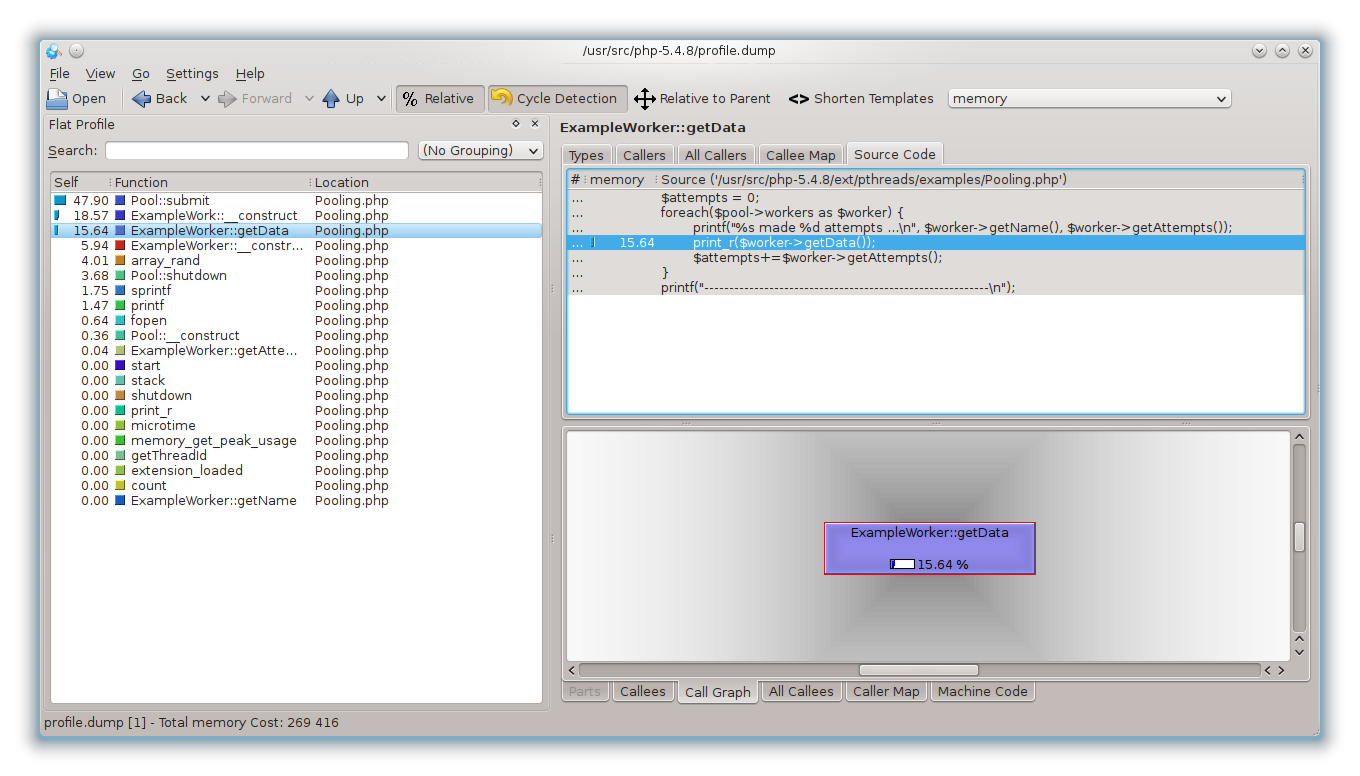 /usr/src/php-5.4.8/profile.dump
File View Go Settings Help
Open Back Forward Up % Relative Cycle Detection Relative to Parent <> Shorten Templates memory
Flat Profile
Search: (No Grouping)
Self Function Location
47.90 Pool::submit Pooling.php
18.57 ExampleWork::__construct Pooling.php
15.64 ExampleWorker::getData Pooling.php
5.94 ExampleWorker::__constr... Pooling.php
4.01 array_rand Pooling.php
3.68 Pool::shutdown Pooling.php
1.75 sprintf Pooling.php
1.47 printf Pooling.php
0.64 fopen Pooling.php
0.36 Pool::__construct Pooling.php
0.04 ExampleWorker::getAtte... Pooling.php
0.00 start Pooling.php
0.00 stack Pooling.php
0.00 shutdown Pooling.php
0.00 print_r Pooling.php
0.00 microtime Pooling.php
0.00 memory_get_peak_usage Pooling.php
0.00 getThreadId Pooling.php
0.00 extension_loaded Pooling.php
0.00 count Pooling.php
0.00 ExampleWorker::getName Pooling.php
ExampleWorker::getData
Types Callers All Callers Callee Map Source Code
# memory Source ('/usr/src/php-5.4.8/ext/pthreads/examples/Pooling.php')
... $attempts = 0;
... foreach($pool->workers as $worker) {
... printf("%s made %d attempts ...\n", $worker->getName(), $worker->getAttempts());
... 15.64 print_r($worker->getData());
... $attempts+=$worker->getAttempts();
... }
... printf("---------------------------------------------------------\n");
ExampleWorker::getData
15.64 %
Parts Callees Call Graph All Callees Caller Map Machine Code
profile.dump [1] - Total memory Cost: 269 416